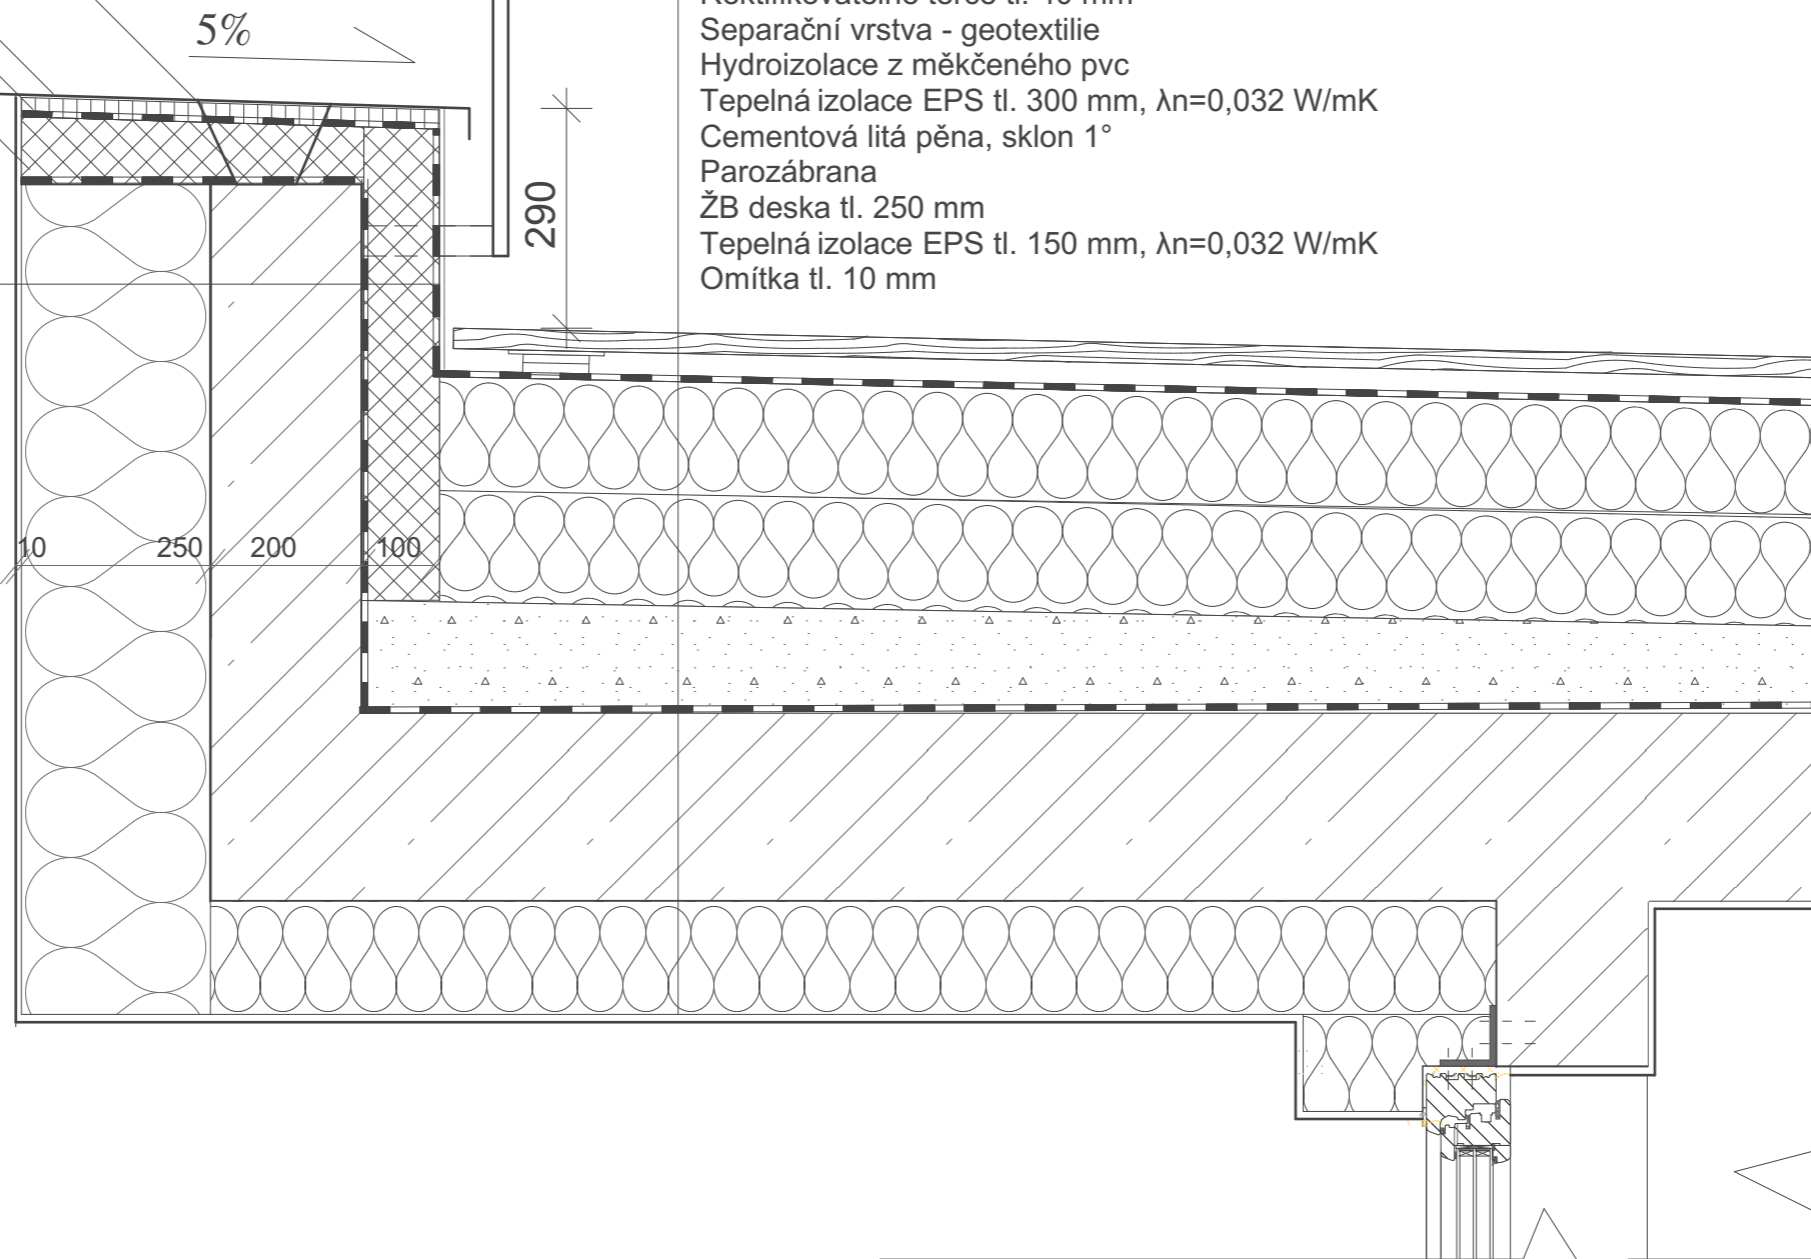 5%
Separační vrstva - geotextilie
Hydroizolace z měkčeného pvc
Tepelná izolace EPS tl. 300 mm, λn=0,032 W/mK
Cementová litá pěna, sklon 1°
Parozábrana
ŽB deska tl. 250 mm
Tepelná izolace EPS tl. 150 mm, λn=0,032 W/mK
Omítka tl. 10 mm
290
10 250 200 100